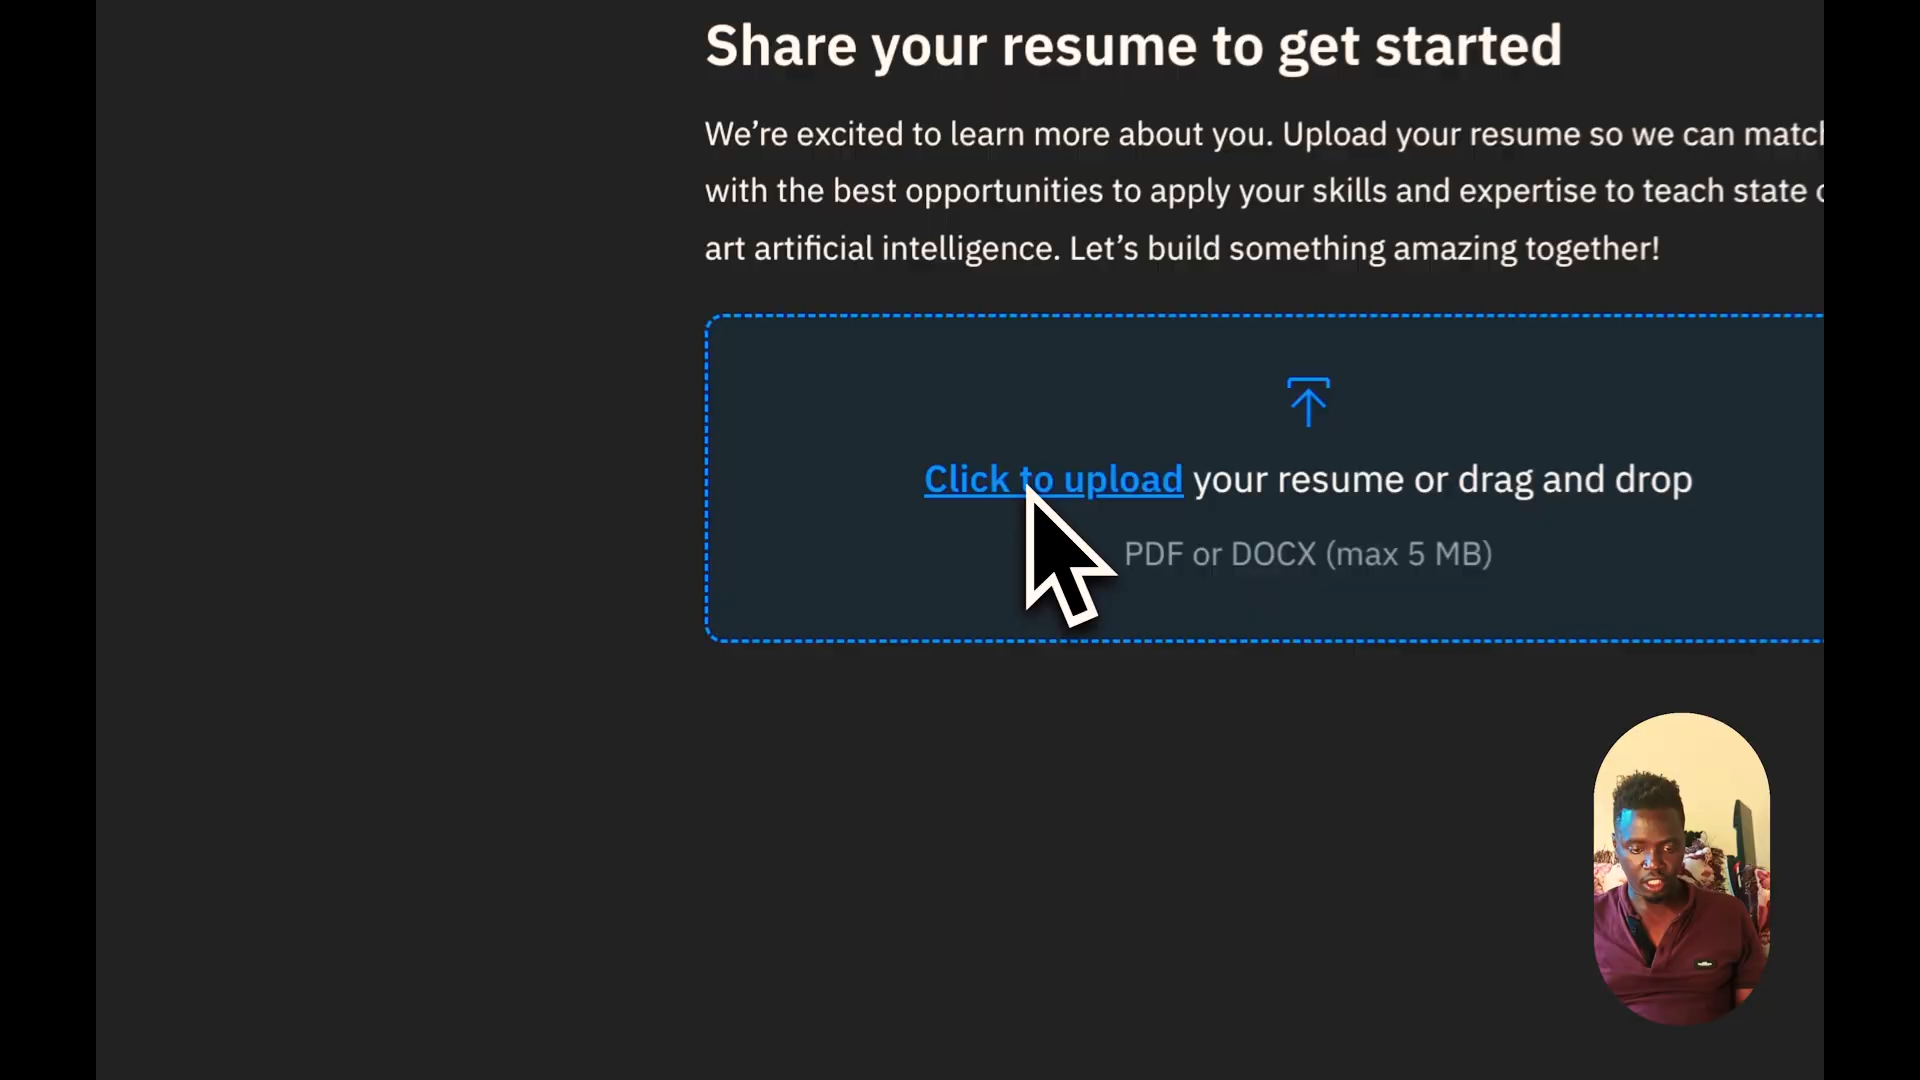 Share your resume to get started
We’re excited to learn more about you. Upload your resume so we can match
with the best opportunities to apply your skills and expertise to teach state
art artificial intelligence. Let’s build something amazing together!
Click to upload your resume or drag and drop
PDF or DOCX (max 5 MB)